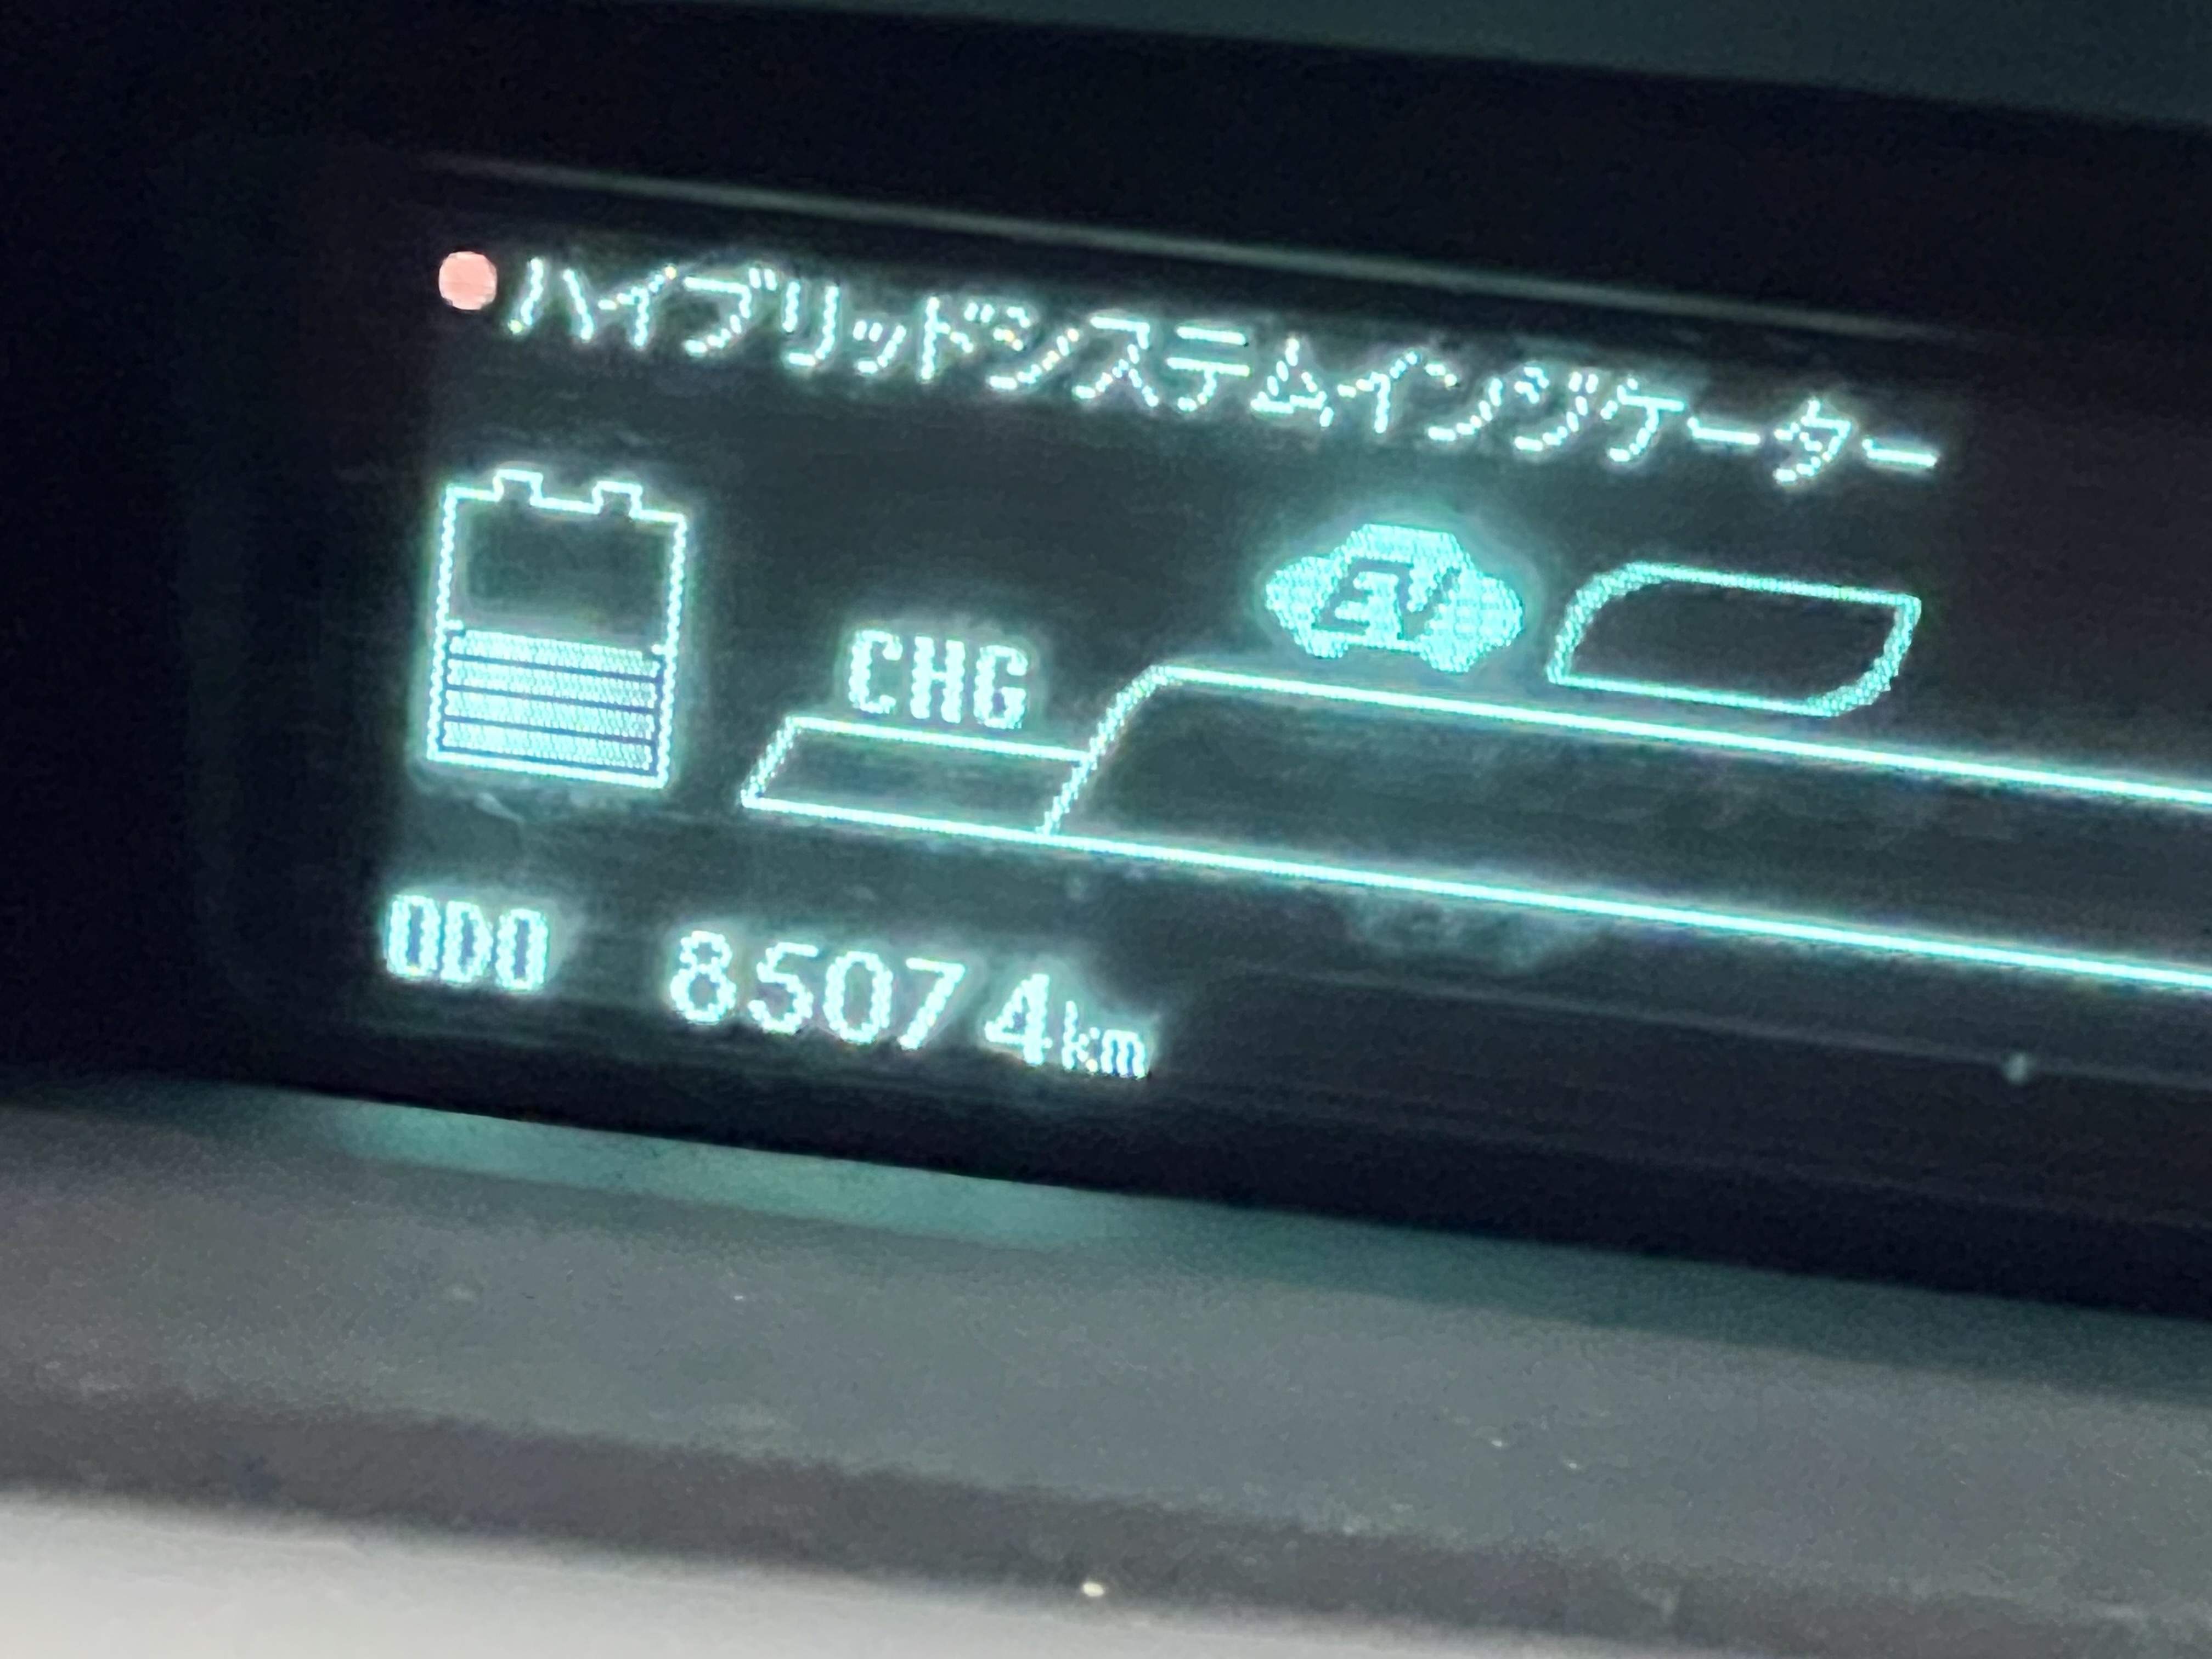 ハイブリッドシステムインジケーター
EV
CHG
ODO 85074km